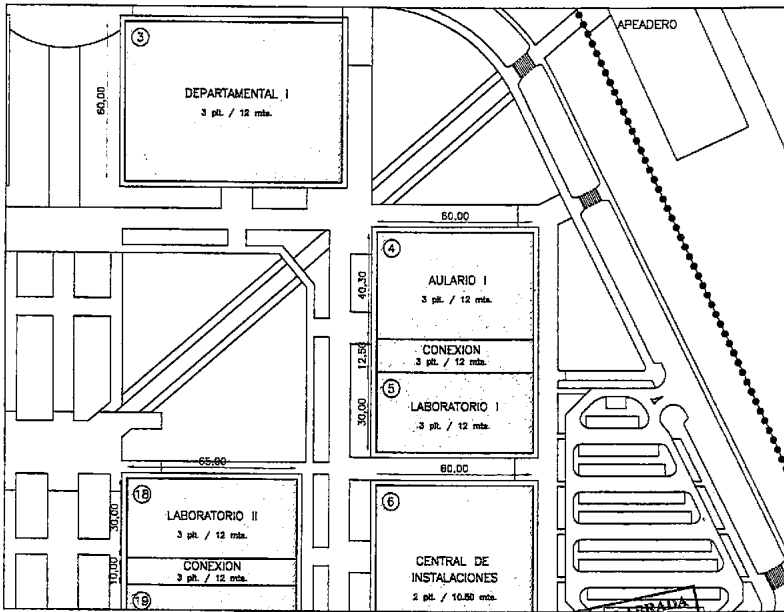 APEADERO
3
DEPARTAMENTAL I
3 plt. / 12 mts.
60,00
60,00
4
AULARIO I
3 plt. / 12 mts.
40,30
CONEXION
3 plt. / 12 mts.
12,50
5
LABORATORIO I
3 plt. / 12 mts.
30,00
65,00
60,00
18
LABORATORIO II
3 plt. / 12 mts.
30,00
CONEXION
3 plt. / 12 mts.
10,00
19
6
CENTRAL DE
INSTALACIONES
2 plt. / 10.50 mts.